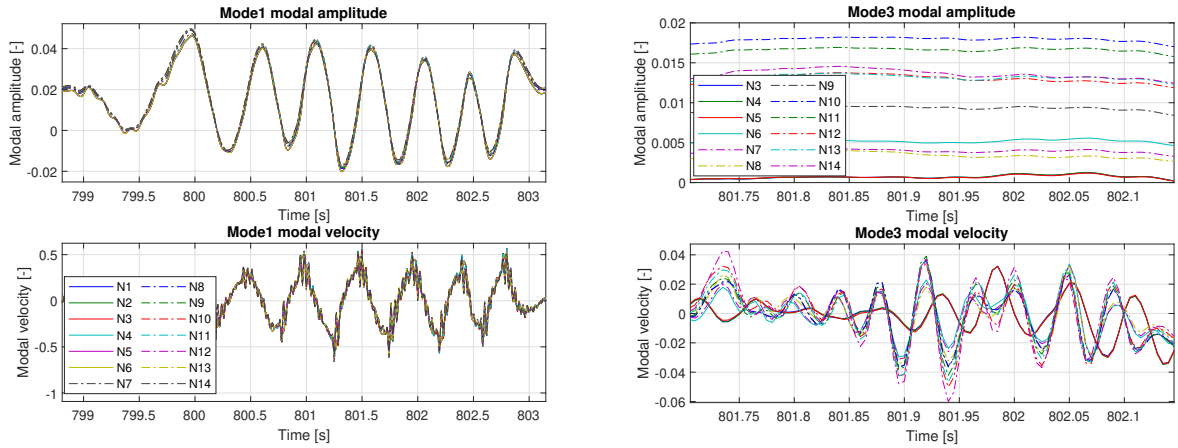 Mode1 modal amplitude
Modal amplitude [-]
0.04
0.02
0
-0.02
799 799.5 800 800.5 801 801.5 802 802.5 803
Time [s]
Mode3 modal amplitude
Modal amplitude [-]
0.02
0.015
0.01
0.005
0
N3 N9
N4 N10
N5 N11
N6 N12
N7 N13
N8 N14
801.75 801.8 801.85 801.9 801.95 802 802.05 802.1
Time [s]
Mode1 modal velocity
Modal velocity [-]
0.5
0
-0.5
-1
N1 N8
N2 N9
N3 N10
N4 N11
N5 N12
N6 N13
N7 N14
799 799.5 800 800.5 801 801.5 802 802.5 803
Time [s]
Mode3 modal velocity
Modal velocity [-]
0.04
0.02
0
-0.02
-0.04
-0.06
801.75 801.8 801.85 801.9 801.95 802 802.05 802.1
Time [s]